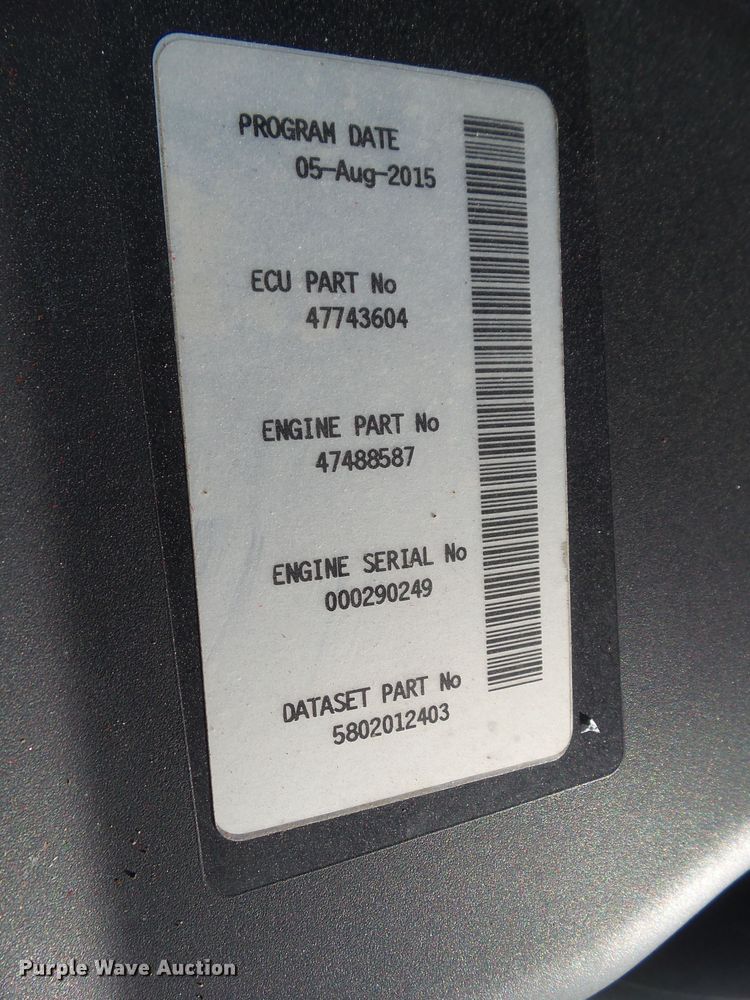 PROGRAM DATE
05-Aug-2015
ECU PART No
47743604
ENGINE PART No
47488587
ENGINE SERIAL No
000290249
DATASET PART No
5802012403
Purple Wave Auction